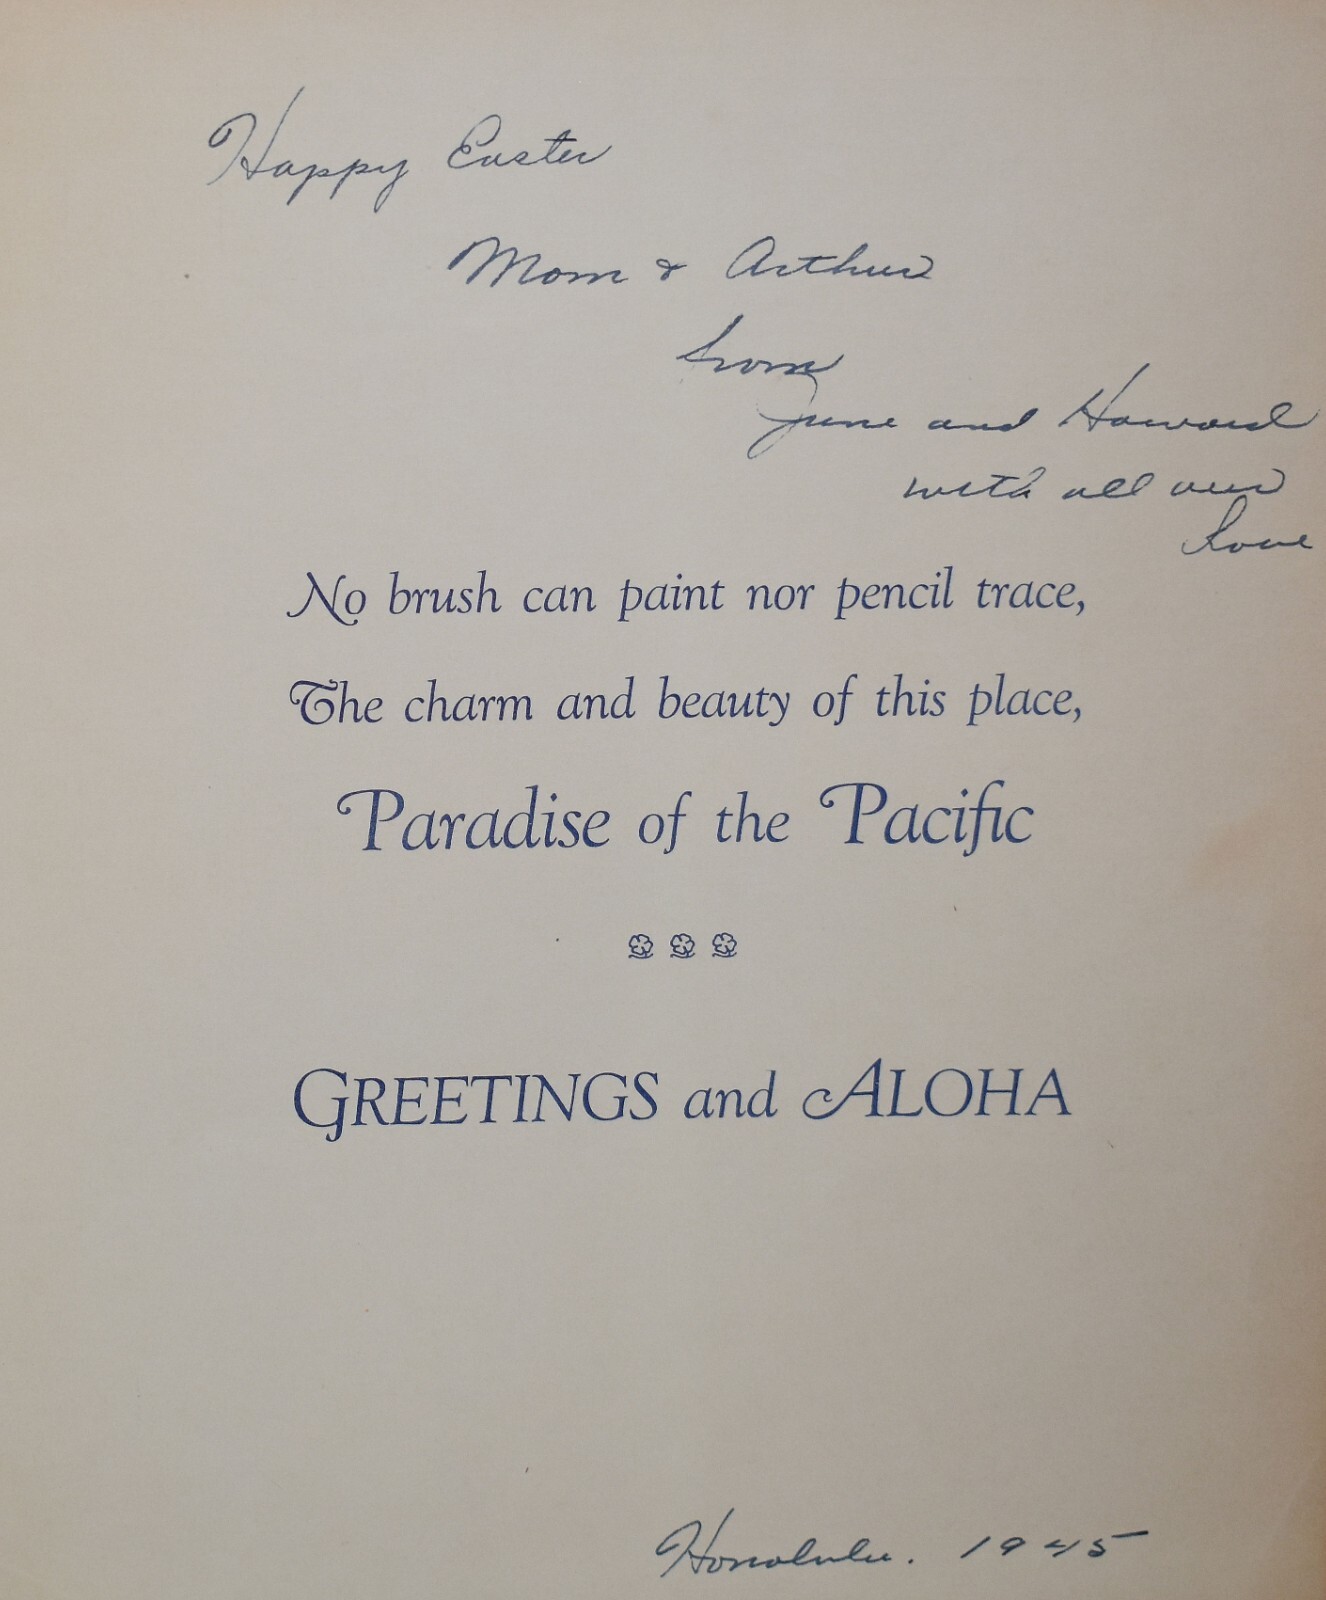 Happy Easter
Mom & Arthur
from
June and Howard
with all our
love
No brush can paint nor pencil trace,
The charm and beauty of this place,
Paradise of the Pacific
GREETINGS and ALOHA
Honolulu. 1945